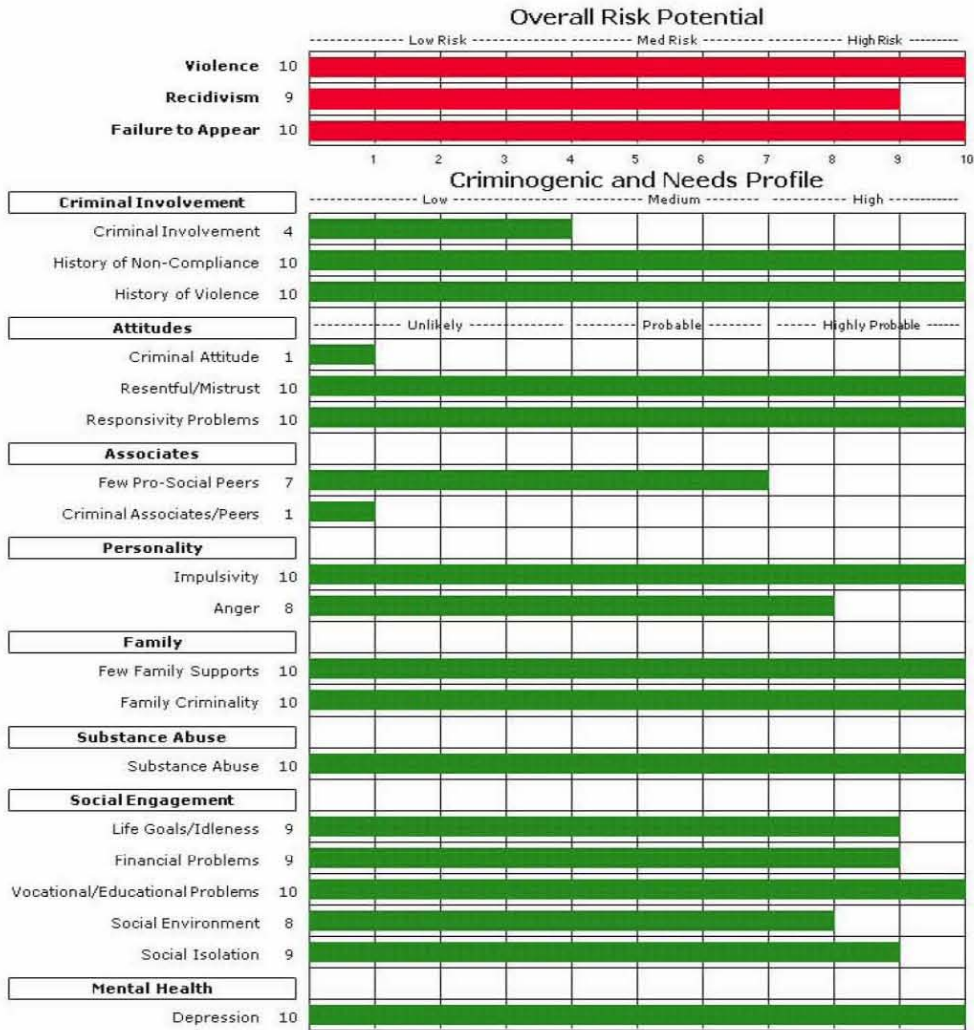 Overall Risk Potential
Low Risk Med Risk High Risk
Violence 10
Recidivism 9
Failure to Appear 10
1 2 3 4 5 6 7 8 9 10
Criminogenic and Needs Profile
Criminal Involvement Low Medium High
Criminal Involvement 4
History of Non-Compliance 10
History of Violence 10
Attitudes Unlikely Probable Highly Probable
Criminal Attitude 1
Resentful/Mistrust 10
Responsivity Problems 10
Associates
Few Pro-Social Peers 7
Criminal Associates/Peers 1
Personality
Impulsivity 10
Anger 8
Family
Few Family Supports 10
Family Criminality 10
Substance Abuse
Substance Abuse 10
Social Engagement
Life Goals/Idleness 9
Financial Problems 9
Vocational/Educational Problems 10
Social Environment 8
Social Isolation 9
Mental Health
Depression 10